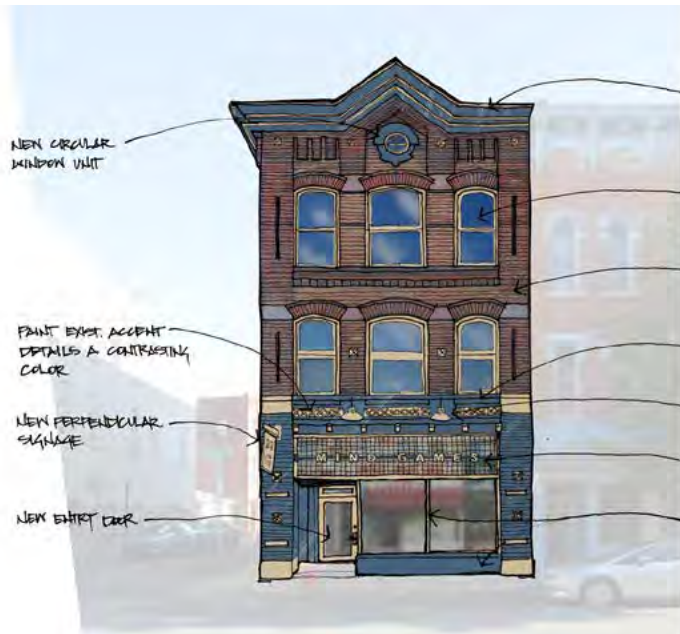 NEW CIRCULAR
WINDOW UNIT
PAINT EXIST. ACCENT
DETAILS A CONTRASTING
COLOR
NEW PERPENDICULAR
SIGNAGE
MIND GAMES
NEW ENTRY DOOR